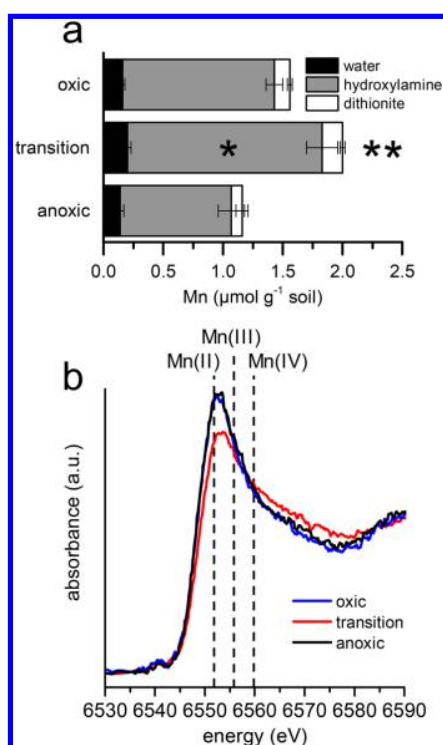 a
water
hydroxylamine
dithionite
oxic
transition
anoxic
*
**
0.0 0.5 1.0 1.5 2.0 2.5
Mn (μmol g⁻¹ soil)
b
Mn(III)
Mn(II) Mn(IV)
absorbance (a.u.)
oxic
transition
anoxic
6530 6540 6550 6560 6570 6580 6590
energy (eV)